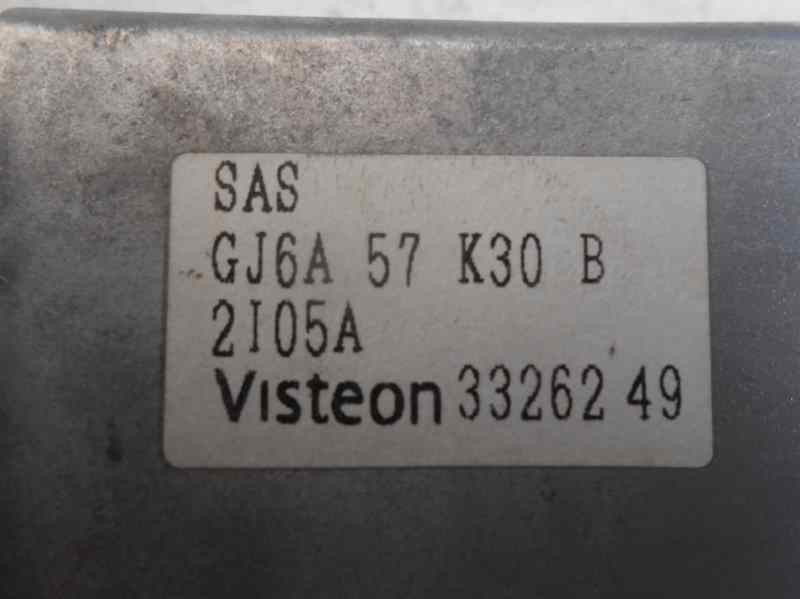 SAS
GJ6A 57 K30 B
2I05A
Visteon 33262 49